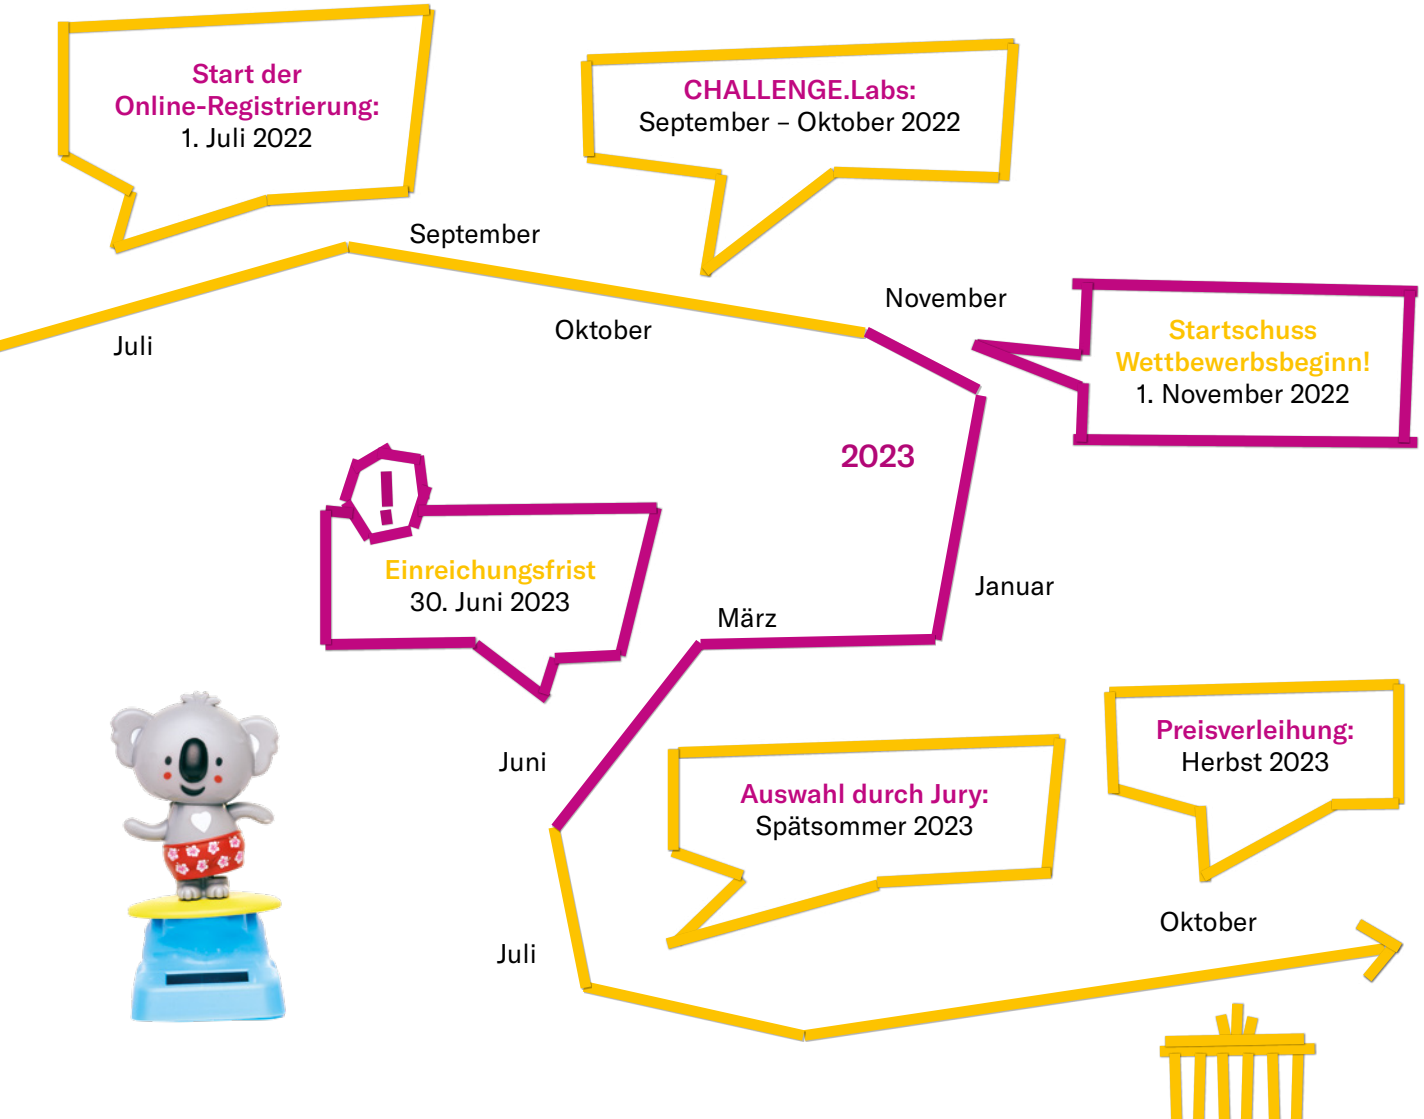 Start der
Online-Registrierung:
1. Juli 2022
CHALLENGE.Labs:
September – Oktober 2022
September
November
Oktober
Juli
Startschuss
Wettbewerbsbeginn!
1. November 2022
2023
!
Einreichungsfrist
30. Juni 2023
Januar
März
Juni
Auswahl durch Jury:
Spätsommer 2023
Preisverleihung:
Herbst 2023
Oktober
Juli